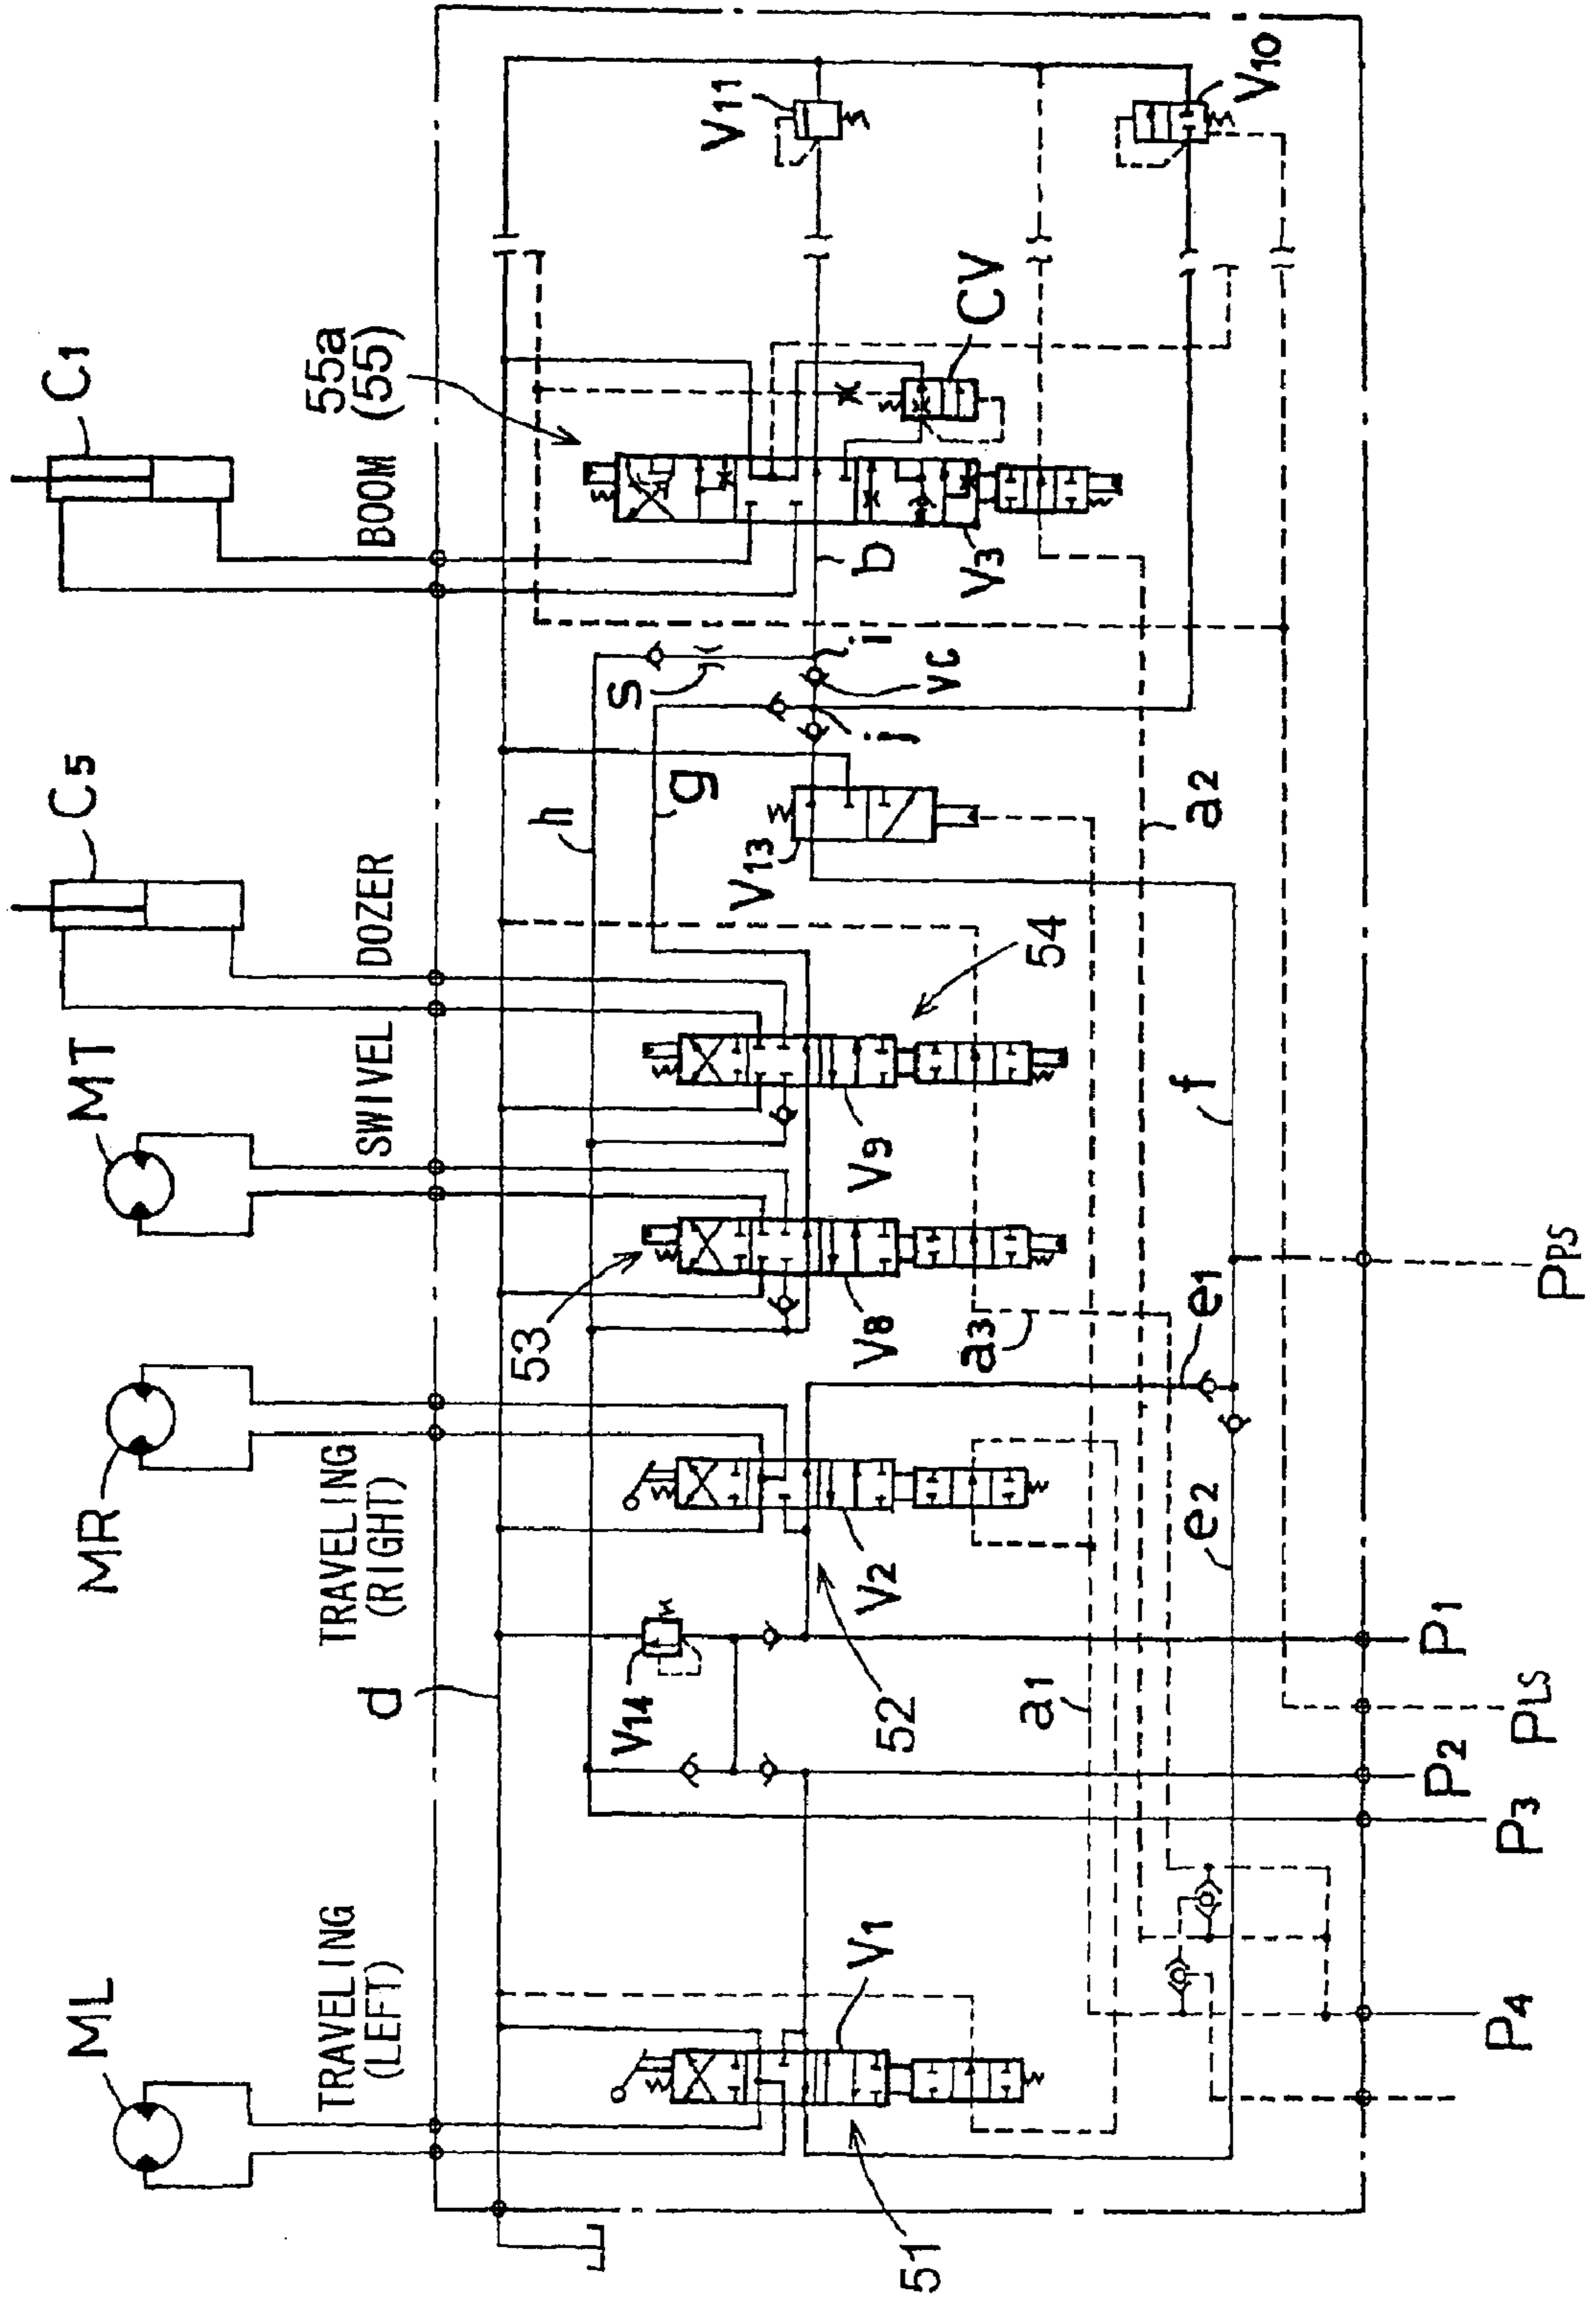 ML
MR
MT
C5
C1
TRAVELING
(LEFT)
TRAVELING
(RIGHT)
SWIVEL
DOZER
BOOM
55a
(55)
d
V14
53
h
g
S
V11
V1
51
52
V2
V8
V9
54
V13
j
VC
i
b
V3
CV
V10
a1
a3
a2
e2
e1
f
P4
P3
P2
PLS
P1
PPS